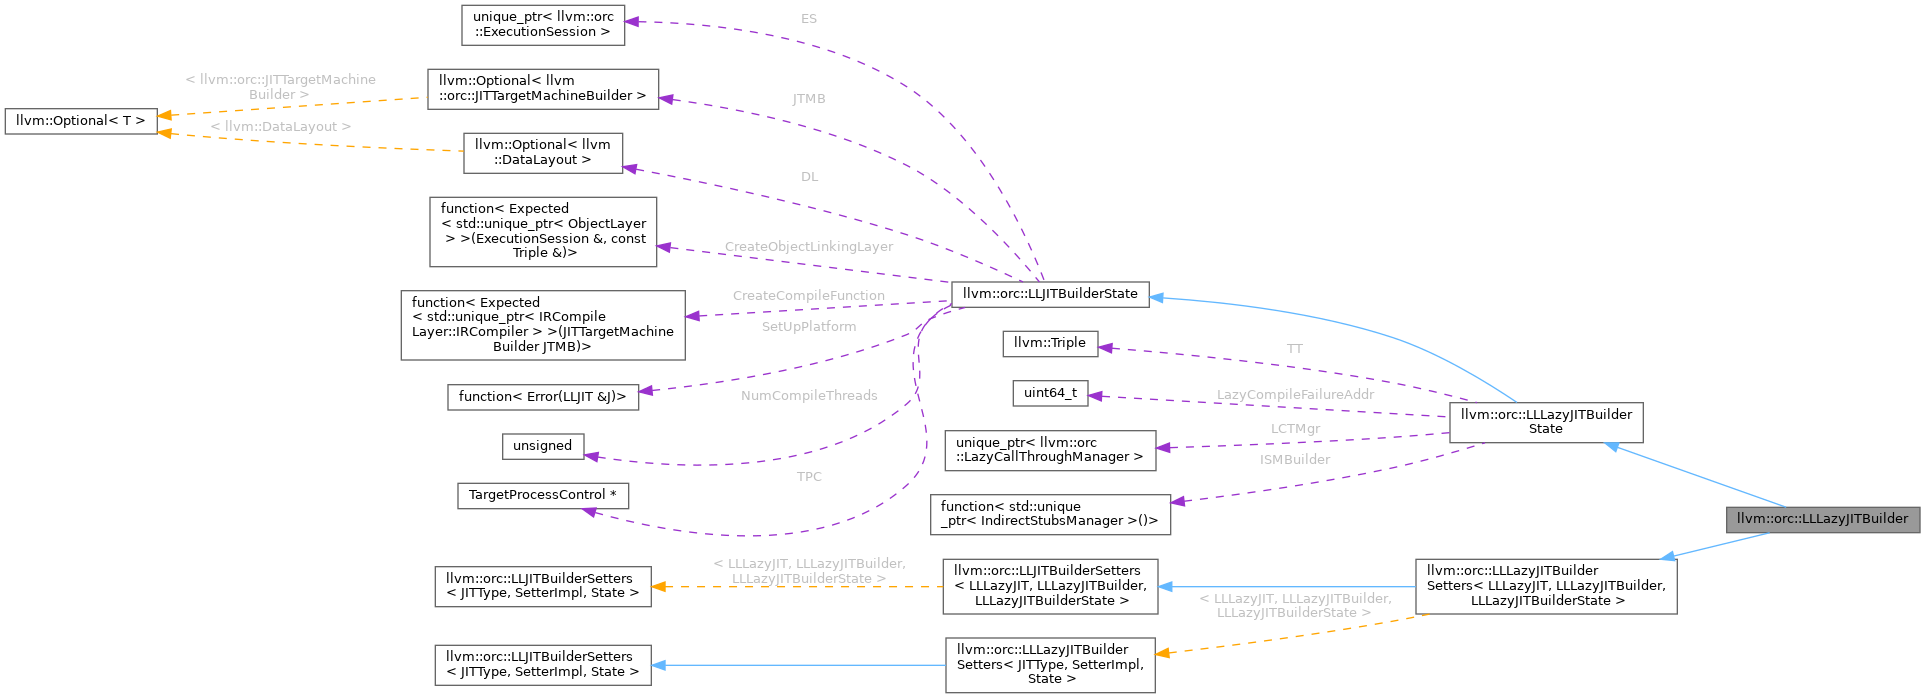 unique_ptr< llvm::orc
::ExecutionSession >
ES
< llvm::orc::JITTargetMachine
Builder >
llvm::Optional< llvm
::orc::JITTargetMachineBuilder >
JTMB
llvm::Optional< T >
< llvm::DataLayout >
llvm::Optional< llvm
::DataLayout >
DL
function< Expected
< std::unique_ptr< ObjectLayer
> >(ExecutionSession &, const
Triple &)>
CreateObjectLinkingLayer
llvm::orc::LLJITBuilderState
function< Expected
< std::unique_ptr< IRCompile
Layer::IRCompiler > >(JITTargetMachine
Builder JTMB)>
CreateCompileFunction
SetUpPlatform
llvm::Triple
TT
function< Error(LLJIT &J)>
NumCompileThreads
uint64_t
LazyCompileFailureAddr
llvm::orc::LLLazyJITBuilder
State
unsigned
unique_ptr< llvm::orc
::LazyCallThroughManager >
LCTMgr
ISMBuilder
TargetProcessControl *
TPC
function< std::unique
_ptr< IndirectStubsManager >()>
llvm::orc::LLLazyJITBuilder
llvm::orc::LLJITBuilderSetters
< JITType, SetterImpl, State >
< LLLazyJIT, LLLazyJITBuilder,
LLLazyJITBuilderState >
llvm::orc::LLJITBuilderSetters
< LLLazyJIT, LLLazyJITBuilder,
LLLazyJITBuilderState >
< LLLazyJIT, LLLazyJITBuilder,
LLLazyJITBuilderState >
llvm::orc::LLLazyJITBuilder
Setters< LLLazyJIT, LLLazyJITBuilder,
LLLazyJITBuilderState >
llvm::orc::LLJITBuilderSetters
< JITType, SetterImpl, State >
llvm::orc::LLLazyJITBuilder
Setters< JITType, SetterImpl,
State >